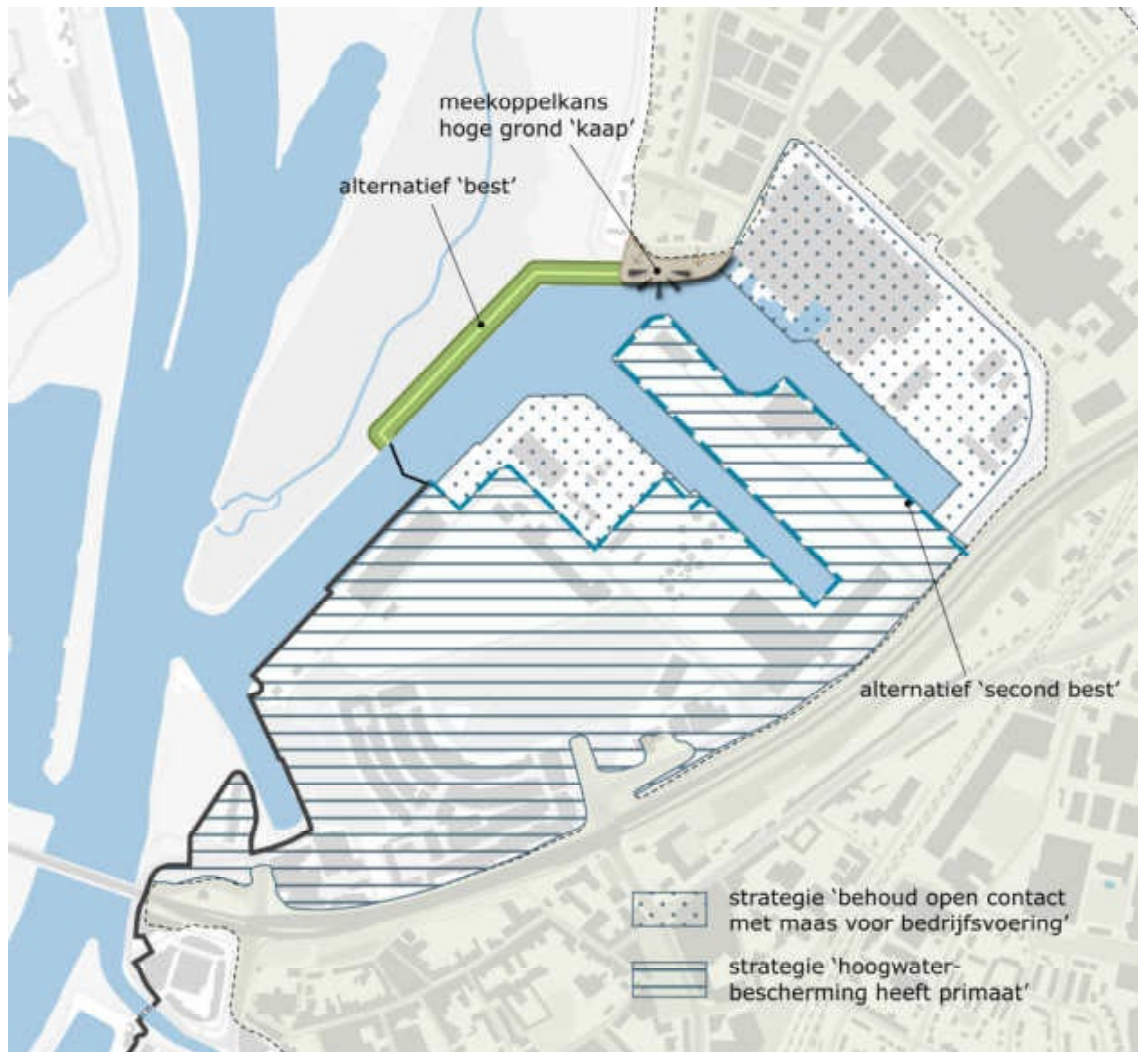 meekoppelkans
hoge grond ‘kaap’
alternatief ‘best’
alternatief ‘second best’
strategie ‘behoud open contact
met maas voor bedrijfsvoering’
strategie ‘hoogwater-
bescherming heeft primaat’